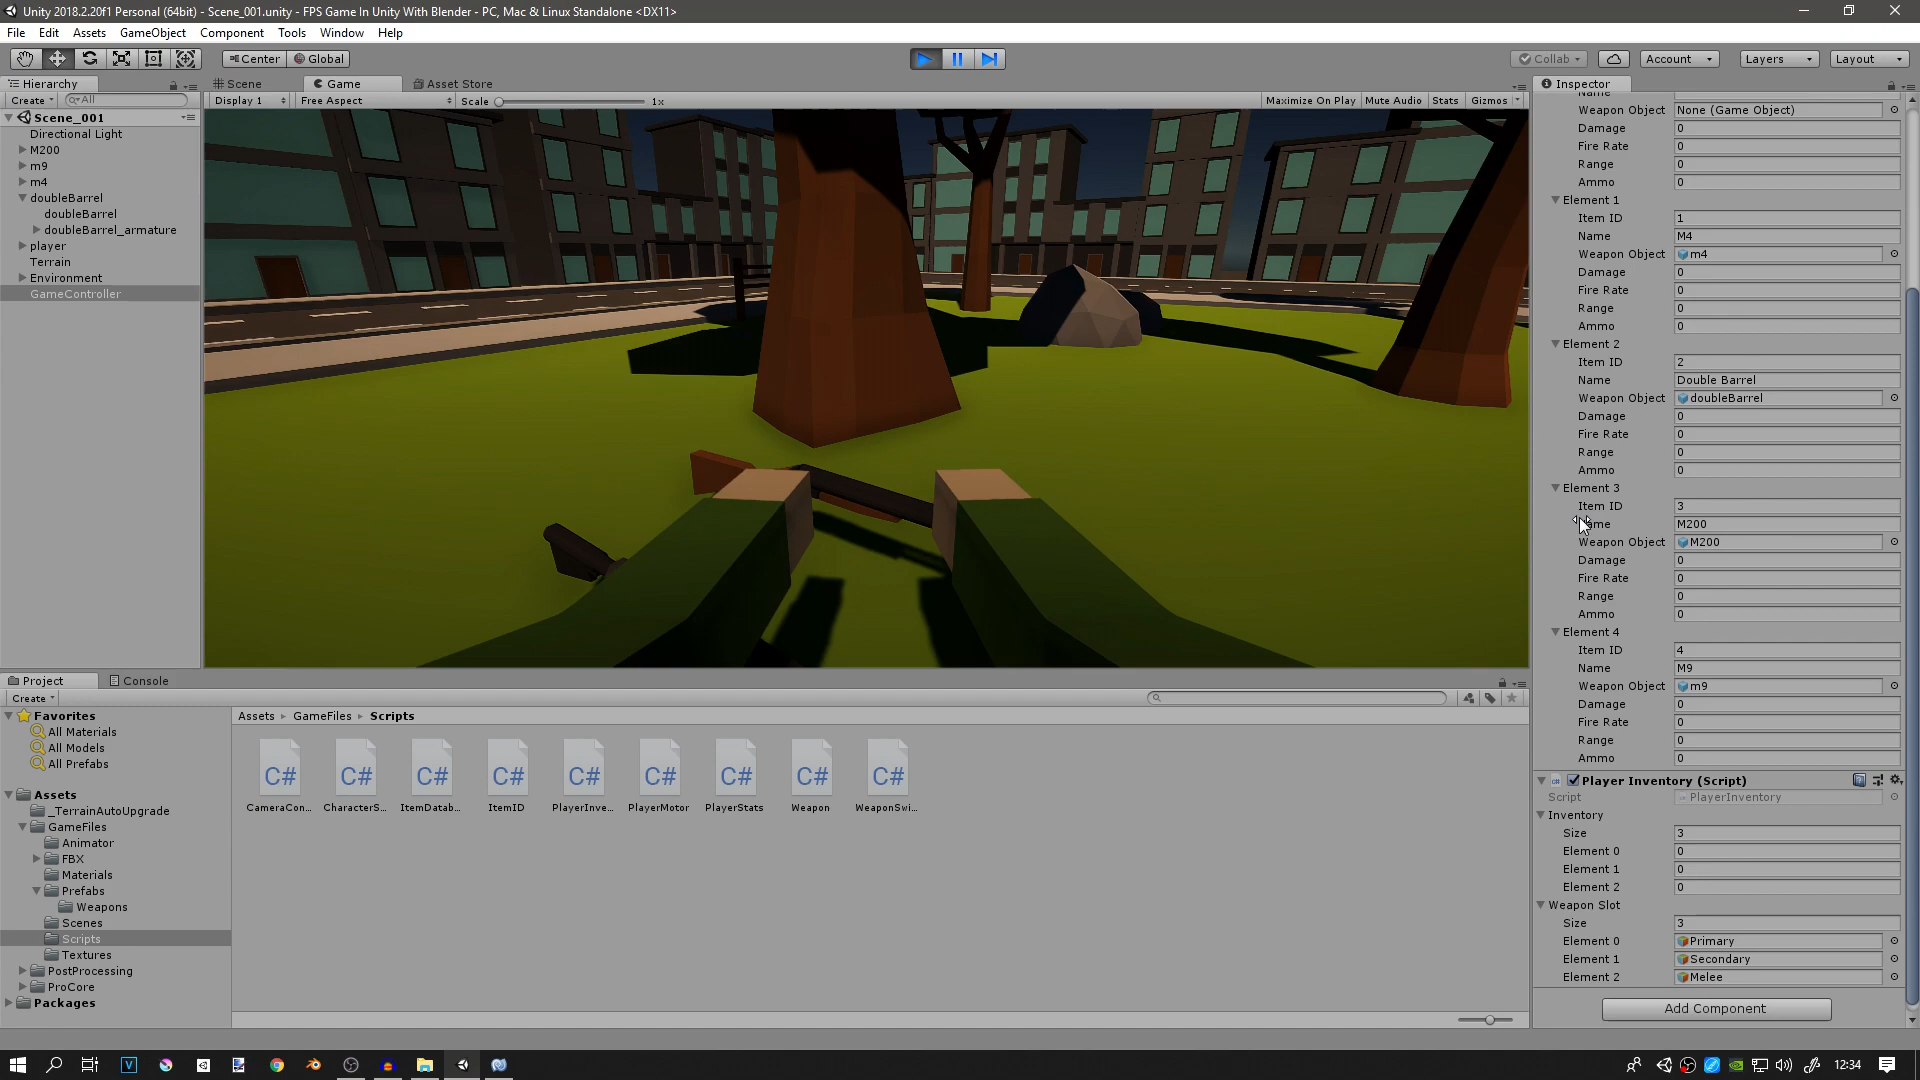 Unity 2018.2.20f1 Personal (64bit) - Scene_001.unity - FPS Game In Unity With Blender - PC, Mac & Linux Standalone <DX11>
File Edit Assets GameObject Component Tools Window Help
Center Global Collab Account Layers Layout
Hierarchy
Create All
Scene_001
Directional Light
M200
m9
m4
doubleBarrel
doubleBarrel
doubleBarrel_armature
player
Terrain
Environment
GameController
Scene Game Asset Store
Display 1 Free Aspect Scale 1x Maximize On Play Mute Audio Stats Gizmos
Inspector
Weapon Object None (Game Object)
Damage 0
Fire Rate 0
Range 0
Ammo 0
Element 1
Item ID 1
Name M4
Weapon Object m4
Damage 0
Fire Rate 0
Range 0
Ammo 0
Element 2
Item ID 2
Name Double Barrel
Weapon Object doubleBarrel
Damage 0
Fire Rate 0
Range 0
Ammo 0
Element 3
Item ID 3
Name M200
Weapon Object M200
Damage 0
Fire Rate 0
Range 0
Ammo 0
Element 4
Item ID 4
Name M9
Weapon Object m9
Damage 0
Fire Rate 0
Range 0
Ammo 0
Player Inventory (Script)
Script PlayerInventory
Inventory
Size 3
Element 0 0
Element 1 0
Element 2 0
Weapon Slot
Size 3
Element 0 Primary
Element 1 Secondary
Element 2 Melee
Add Component
Project Console
Create
Favorites
All Materials
All Models
All Prefabs
Assets
_TerrainAutoUpgrade
GameFiles
Animator
FBX
Materials
Prefabs
Weapons
Scenes
Scripts
Textures
PostProcessing
ProCore
Packages
Assets GameFiles Scripts
C# C# C# C# C# C# C# C# C#
CameraCon... CharacterS... ItemDatab... ItemID PlayerInve... PlayerMotor PlayerStats Weapon WeaponSwi...
12:34